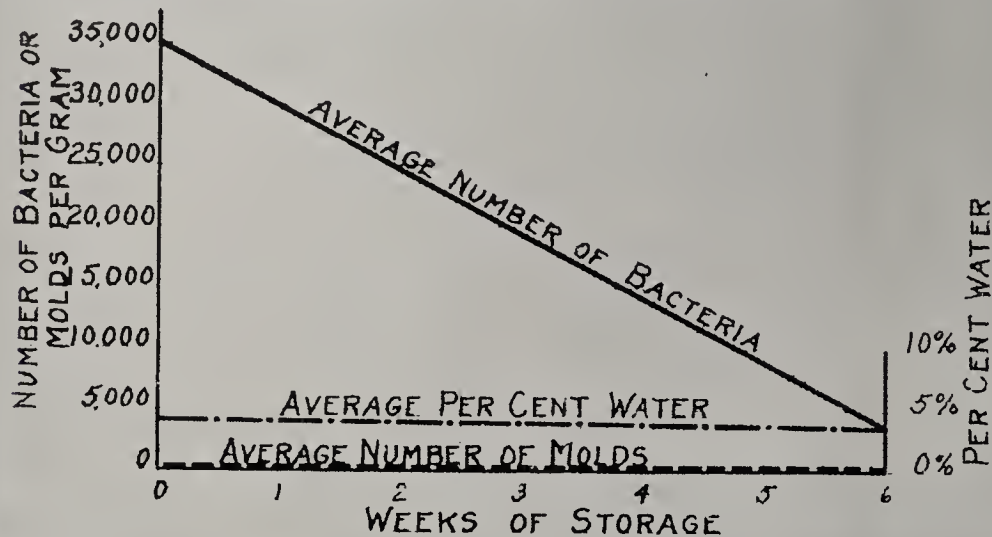 NUMBER OF BACTERIA OR
MOLDS PER GRAM
35,000
30,000
25,000
20,000
5,000
10,000
5,000
0
AVERAGE NUMBER OF BACTERIA
AVERAGE PER CENT WATER
AVERAGE NUMBER OF MOLDS
10%
5%
0%
PER CENT WATER
0 1 2 3 4 5 6
WEEKS OF STORAGE